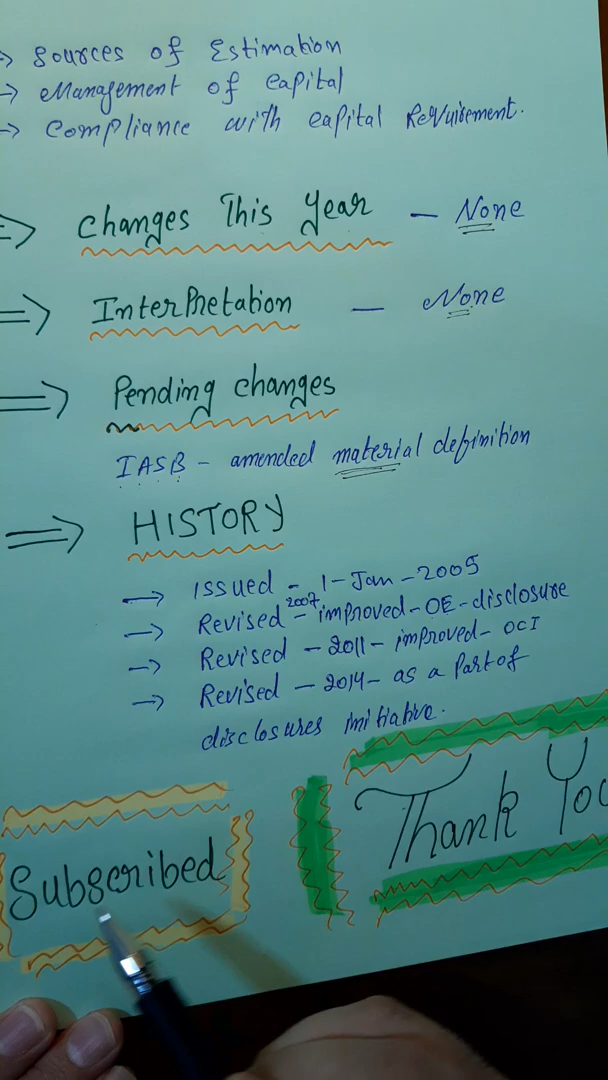 → Sources of Estimation
→ Management of capital
→ Compliance with capital Requirement.
⇒ Changes This Year — None
⇒ Interpretation — None
⇒ Pending changes
IASB - amended material definition
⇒ HISTORY
→ Issued - 1-Jan-2005
→ Revised - 2007 improved-OE-disclosure
→ Revised - 2011 - improved - OCI
→ Revised - 2014 - as a part of
disclosures initiative.
Subscribed
Thank You